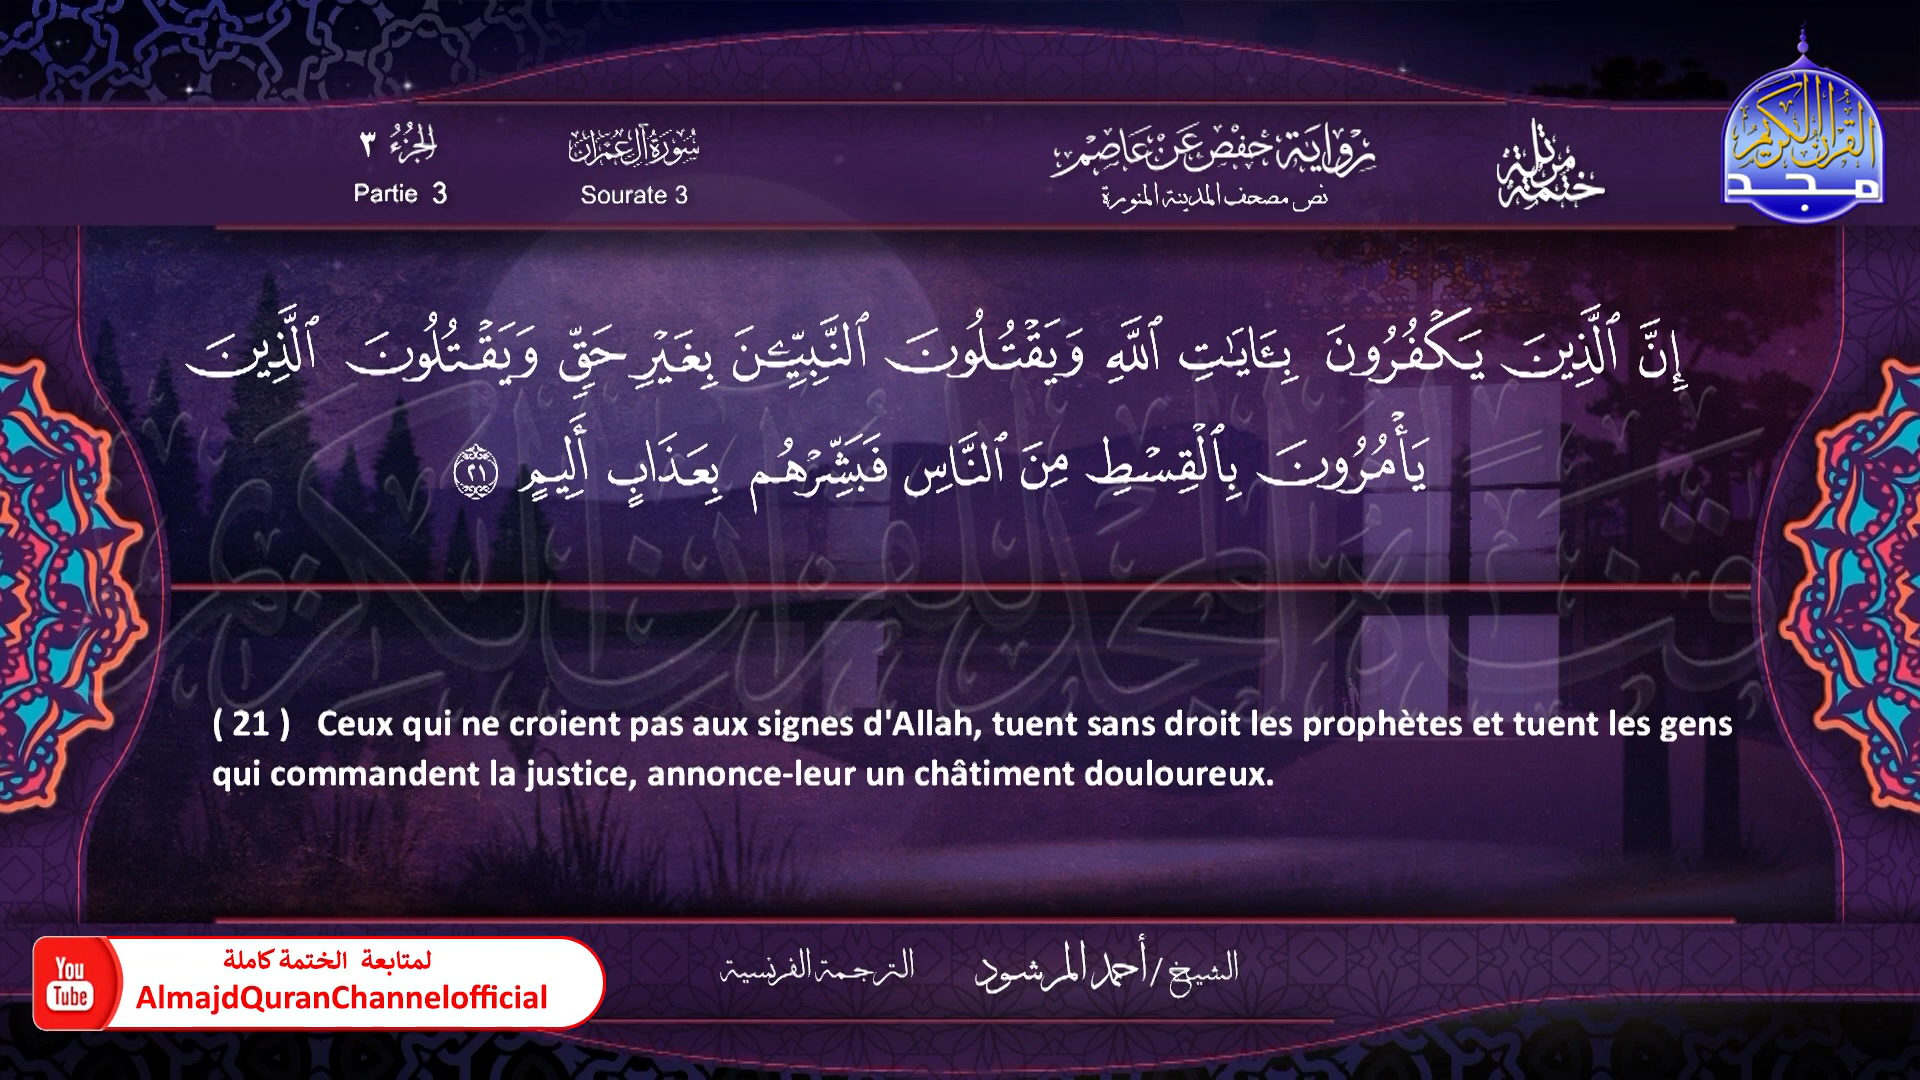 القرآن الكريم
مجد
ختمة مرتلة
رواية حفص عن عاصم
نص مصحف المدينة المنورة
سورة آل عمران
Sourate 3
الجزء ٣
Partie 3
إِنَّ ٱلَّذِينَ يَكْفُرُونَ بِـَٔايَـٰتِ ٱللَّهِ وَيَقْتُلُونَ ٱلنَّبِيِّـۧنَ بِغَيْرِ حَقٍّ وَيَقْتُلُونَ ٱلَّذِينَ
يَأْمُرُونَ بِٱلْقِسْطِ مِنَ ٱلنَّاسِ فَبَشِّرْهُم بِعَذَابٍ أَلِيمٍ ٢١
قناة المجد للقرآن الكريم
( 21 ) Ceux qui ne croient pas aux signes d'Allah, tuent sans droit les prophètes et tuent les gens
qui commandent la justice, annonce-leur un châtiment douloureux.
الشيخ / أحمد المرشود
الترجمة الفرنسية
You
Tube
لمتابعة الختمة كاملة
AlmajdQuranChannelofficial